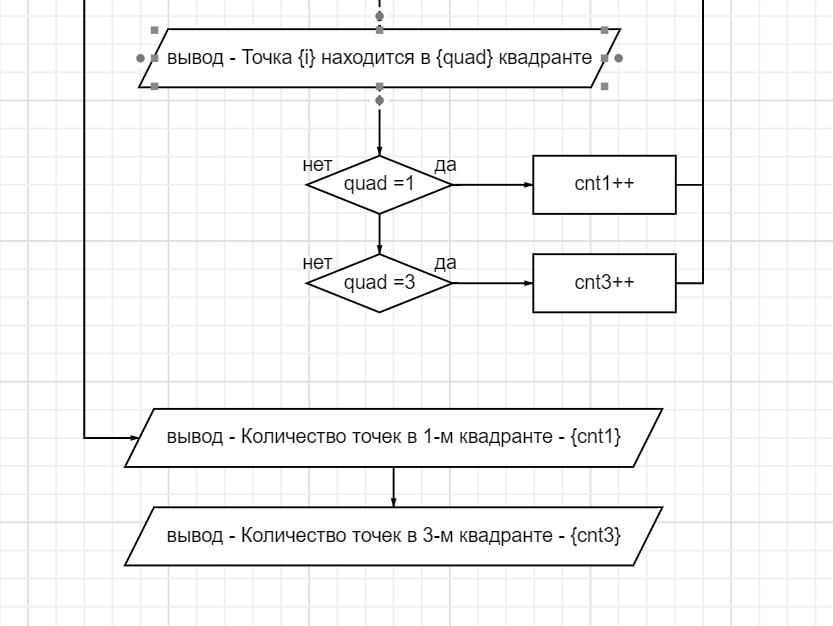 вывод - Точка {i} находится в {quad} квадранте
нет
да
quad =1
cnt1++
нет
да
quad =3
cnt3++
вывод - Количество точек в 1-м квадранте - {cnt1}
вывод - Количество точек в 3-м квадранте - {cnt3}